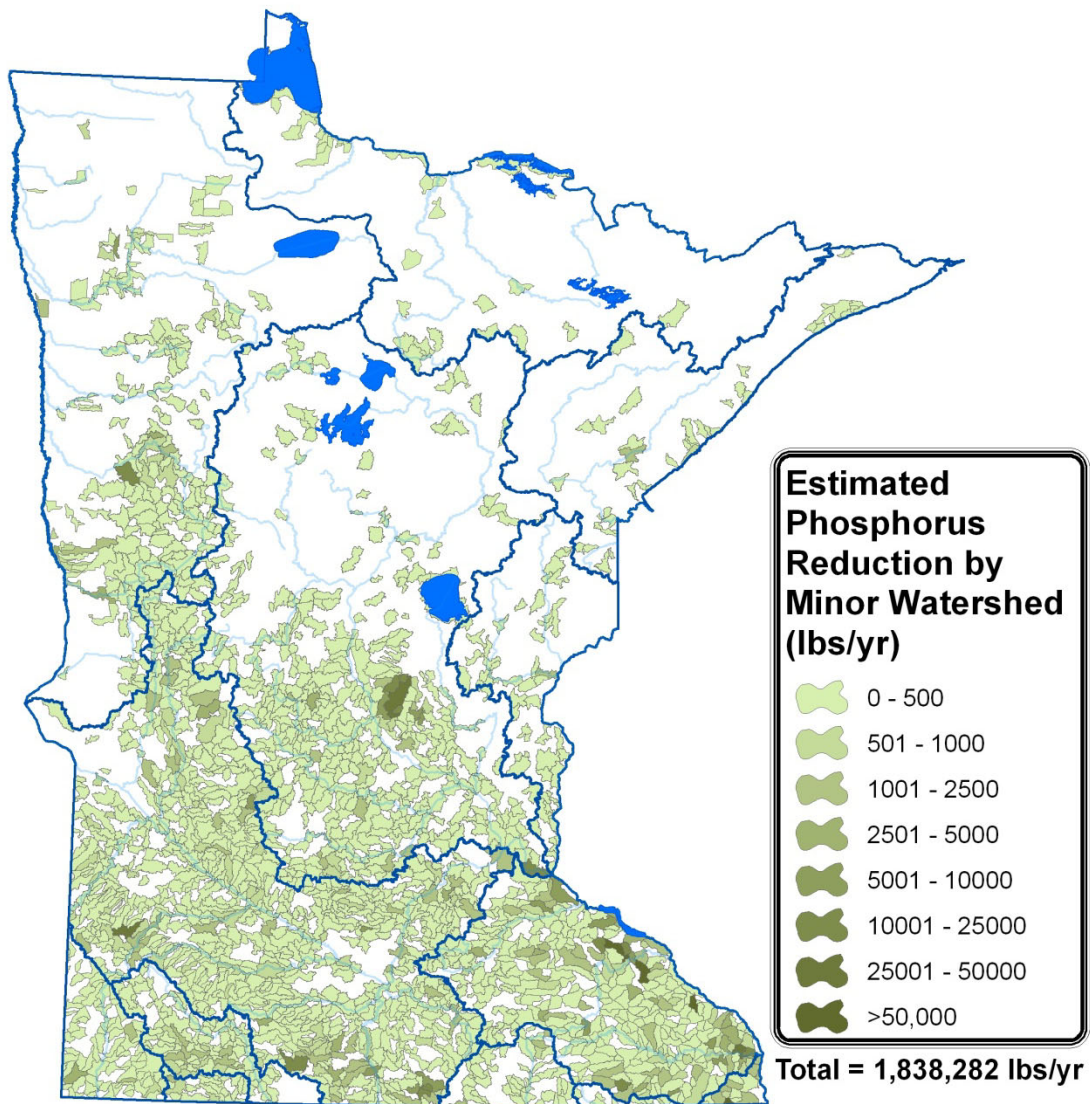 Estimated
Phosphorus
Reduction by
Minor Watershed
(lbs/yr)
0 - 500
501 - 1000
1001 - 2500
2501 - 5000
5001 - 10000
10001 - 25000
25001 - 50000
>50,000
Total = 1,838,282 lbs/yr